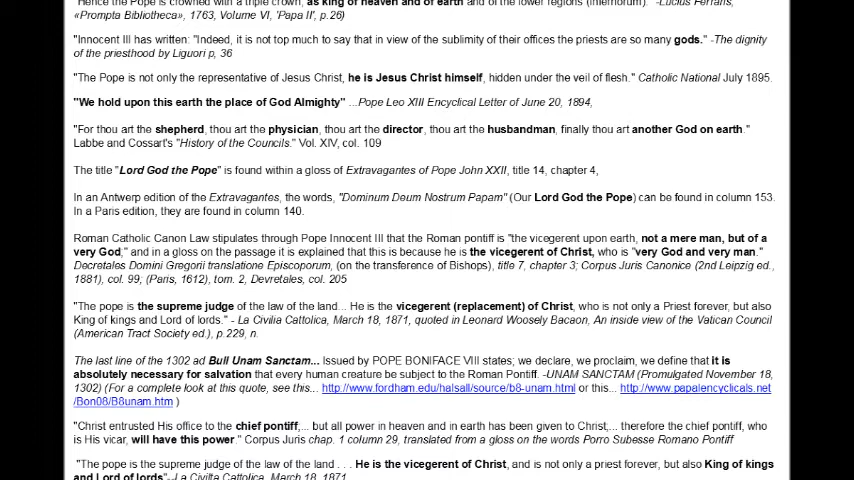 "Hence the Pope is crowned with a triple crown, as king of heaven and of earth and of the lower regions (infernorum)." -Lucius Ferraris,
«Prompta Bibliotheca», 1763, Volume VI, 'Papa II', p.26)
"Innocent III has written: "Indeed, it is not too much to say that in view of the sublimity of their offices the priests are so many gods." -The dignity
of the priesthood by Liguori p, 36
"The Pope is not only the representative of Jesus Christ, he is Jesus Christ himself, hidden under the veil of flesh." Catholic National July 1895.
"We hold upon this earth the place of God Almighty" ...Pope Leo XIII Encyclical Letter of June 20, 1894,
"For thou art the shepherd, thou art the physician, thou art the director, thou art the husbandman, finally thou art another God on earth."
Labbe and Cossart's "History of the Councils." Vol. XIV, col. 109
The title "Lord God the Pope" is found within a gloss of Extravagantes of Pope John XXII, title 14, chapter 4,
In an Antwerp edition of the Extravagantes, the words, "Dominum Deum Nostrum Papam" (Our Lord God the Pope) can be found in column 153.
In a Paris edition, they are found in column 140.
Roman Catholic Canon Law stipulates through Pope Innocent III that the Roman pontiff is "the vicegerent upon earth, not a mere man, but of a
very God;" and in a gloss on the passage it is explained that this is because he is the vicegerent of Christ, who is "very God and very man."
Decretales Domini Gregorii translatione Episcoporum, (on the transference of Bishops), title 7, chapter 3; Corpus Juris Canonice (2nd Leipzig ed.,
1881), col. 99; (Paris, 1612), tom. 2, Devretales, col. 205
"The pope is the supreme judge of the law of the land... He is the vicegerent (replacement) of Christ, who is not only a Priest forever, but also
King of kings and Lord of lords." - La Civilia Cattolica, March 18, 1871, quoted in Leonard Woosely Bacaon, An inside view of the Vatican Council
(American Tract Society ed.), p.229, n.
The last line of the 1302 ad Bull Unam Sanctam... Issued by POPE BONIFACE VIII states; we declare, we proclaim, we define that it is
absolutely necessary for salvation that every human creature be subject to the Roman Pontiff. -UNAM SANCTAM (Promulgated November 18,
1302) (For a complete look at this quote, see this... http://www.fordham.edu/halsall/source/b8-unam.html or this... http://www.papalencyclicals.net
/Bon08/B8unam.htm )
"Christ entrusted His office to the chief pontiff;... but all power in heaven and in earth has been given to Christ;... therefore the chief pontiff, who
is His vicar, will have this power." Corpus Juris chap. 1 column 29, translated from a gloss on the words Porro Subesse Romano Pontiff
"The pope is the supreme judge of the law of the land . . . He is the vicegerent of Christ, and is not only a priest forever, but also King of kings
and Lord of lords"--La Civilta Cattolica, March 18, 1871